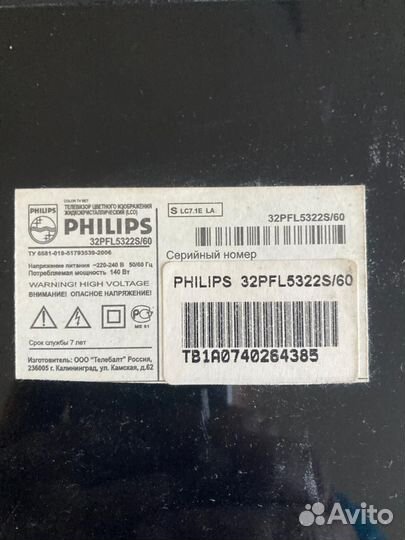 COLOR TV SET
ТЕЛЕВИЗОР ЦВЕТНОГО ИЗОБРАЖЕНИЯ
ЖИДКОКРИСТАЛЛИЧЕСКИЙ (LCD)
PHILIPS
PHILIPS
32PFL5322S/60
ТУ 6581-019-51793539-2006
Напряжение питания ~220-240 В 50/60 Гц
Потребляемая мощность 140 Вт
WARNING! HIGH VOLTAGE
ВНИМАНИЕ! ОПАСНОЕ НАПРЯЖЕНИЕ!
МЕ 61
Срок службы 7 лет
Изготовитель: ООО "Телебалт" Россия,
236005 г. Калининград, ул. Камская, д.62
S LC7.1E LA
32PFL5322S/60
Серийный номер
PHILIPS 32PFL5322S/60
TB1A0740264385
Avito